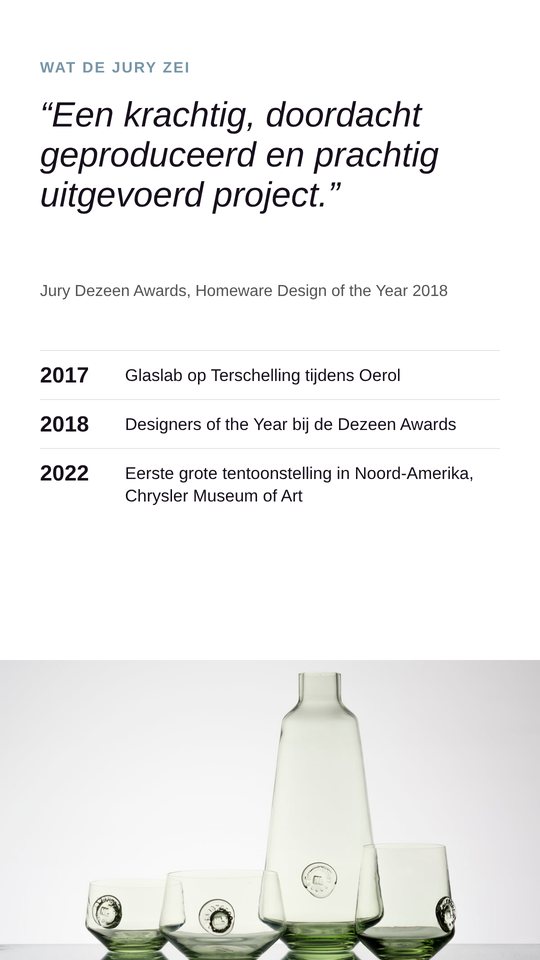 WAT DE JURY ZEI
“Een krachtig, doordacht
geproduceerd en prachtig
uitgevoerd project.”
Jury Dezeen Awards, Homeware Design of the Year 2018
2017 Glaslab op Terschelling tijdens Oerol
2018 Designers of the Year bij de Dezeen Awards
2022 Eerste grote tentoonstelling in Noord-Amerika,
Chrysler Museum of Art